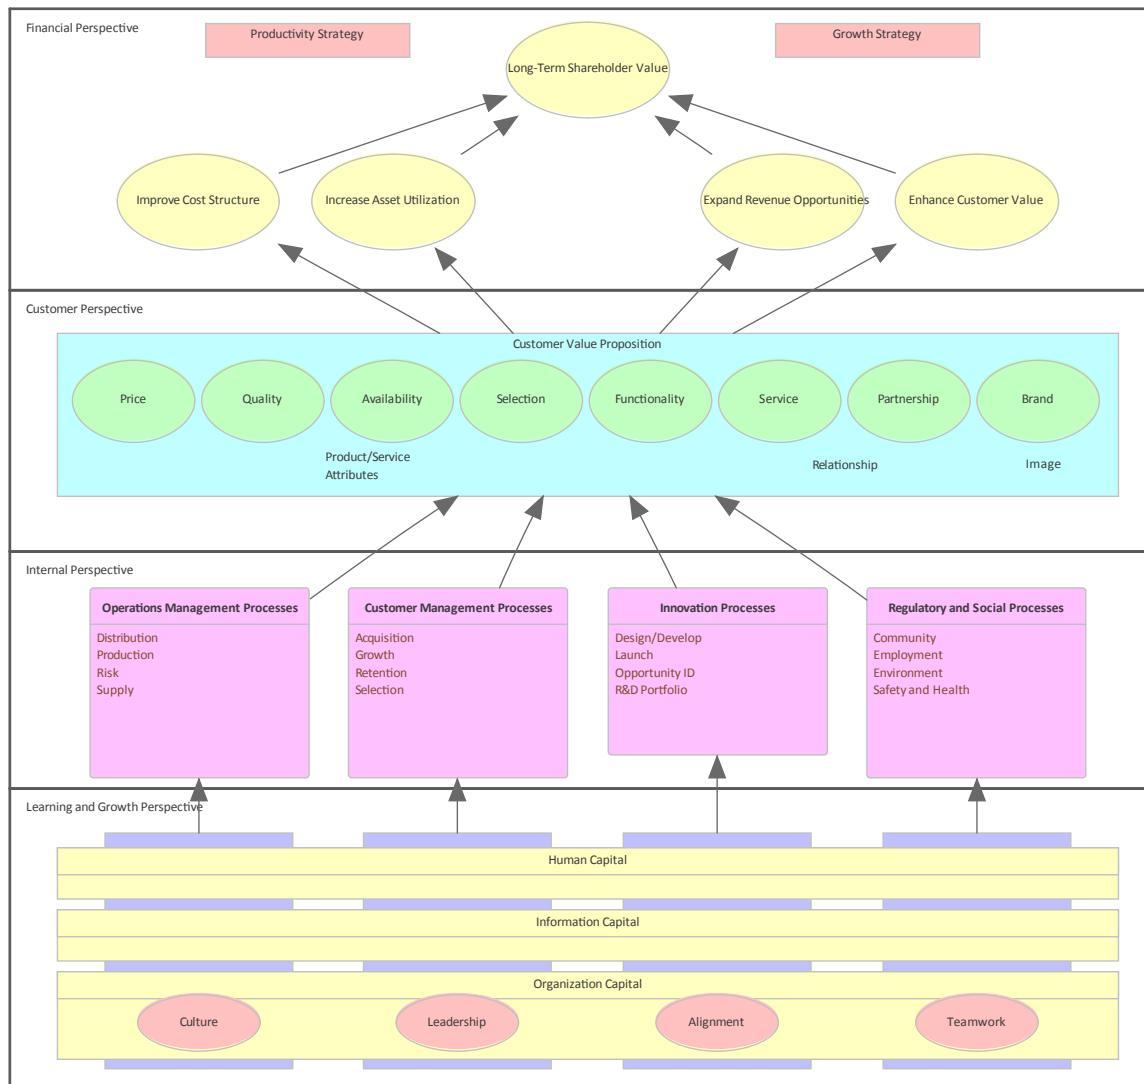 Financial Perspective
Productivity Strategy
Growth Strategy
Long-Term Shareholder Value
Improve Cost Structure
Increase Asset Utilization
Expand Revenue Opportunities
Enhance Customer Value
Customer Perspective
Customer Value Proposition
Price
Quality
Availability
Selection
Functionality
Service
Partnership
Brand
Product/Service
Attributes
Relationship
Image
Internal Perspective
Operations Management Processes
Distribution
Production
Risk
Supply
Customer Management Processes
Acquisition
Growth
Retention
Selection
Innovation Processes
Design/Develop
Launch
Opportunity ID
R&D Portfolio
Regulatory and Social Processes
Community
Employment
Environment
Safety and Health
Learning and Growth Perspective
Human Capital
Information Capital
Organization Capital
Culture
Leadership
Alignment
Teamwork